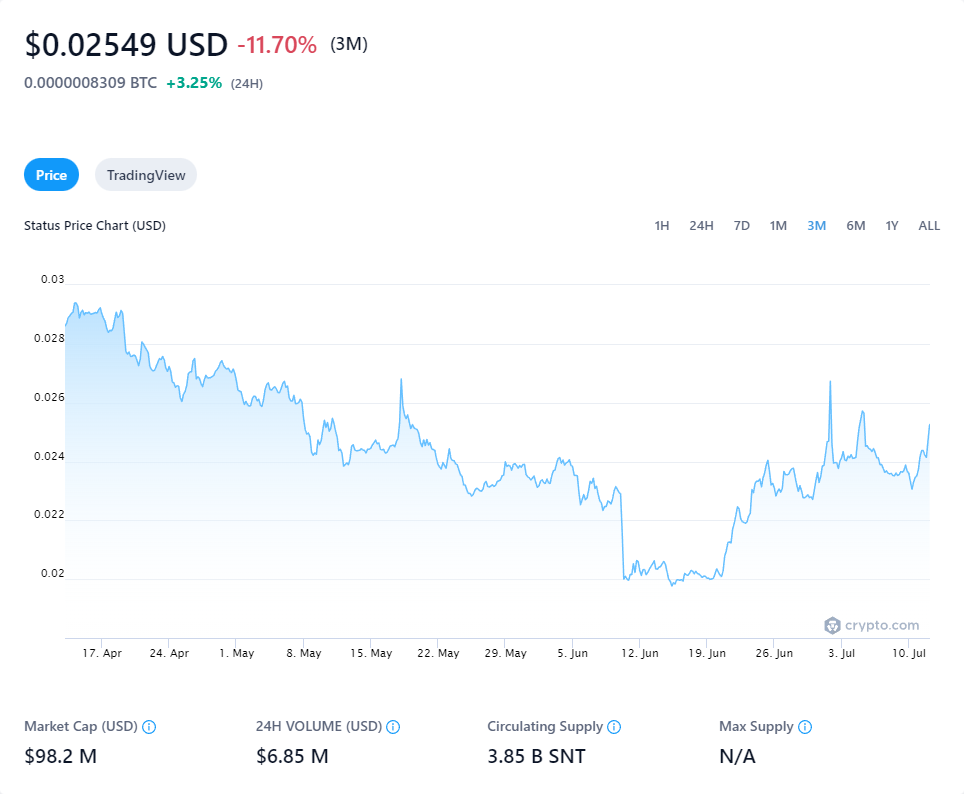 $0.02549 USD -11.70% (3M)
0.0000008309 BTC +3.25% (24H)
Price TradingView
Status Price Chart (USD) 1H 24H 7D 1M 3M 6M 1Y ALL
0.03
0.028
0.026
0.024
0.022
0.02
crypto.com
17. Apr 24. Apr 1. May 8. May 15. May 22. May 29. May 5. Jun 12. Jun 19. Jun 26. Jun 3. Jul 10. Jul
Market Cap (USD) 24H VOLUME (USD) Circulating Supply Max Supply
$98.2 M $6.85 M 3.85 B SNT N/A